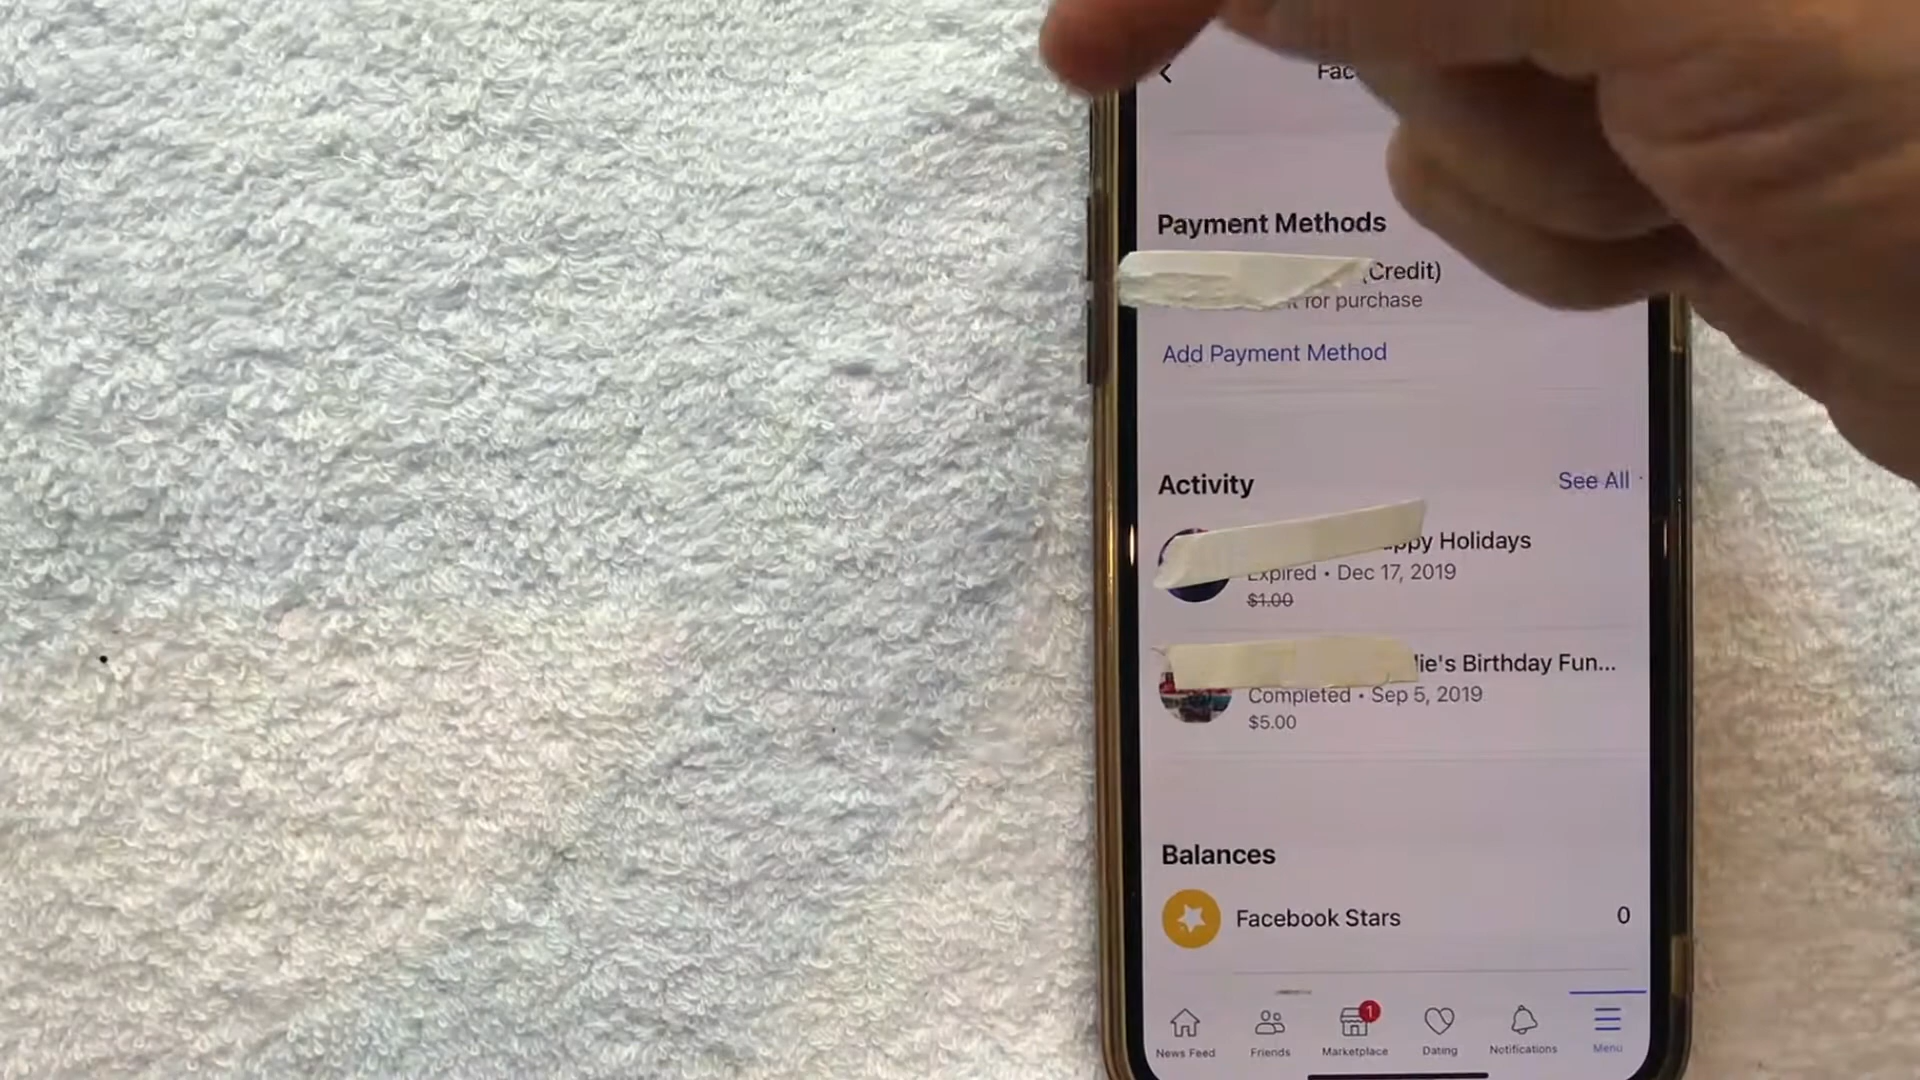 Payment Methods
(Credit)
for purchase
Add Payment Method
Activity
See All
Holidays
Expired • Dec 17, 2019
$1.00
Birthday Fun...
Completed • Sep 5, 2019
$5.00
Balances
Facebook Stars
0
1
News Feed
Friends
Marketplace
Dating
Notifications
Menu